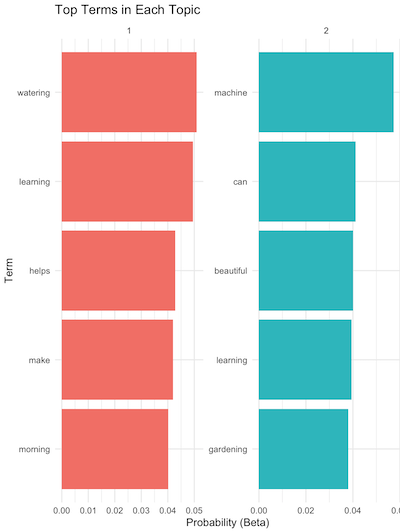 Top Terms in Each Topic
1
2
Term
watering
learning
helps
make
morning
machine
can
beautiful
learning
gardening
0.00 0.01 0.02 0.03 0.04 0.05
0.00 0.02 0.04
Probability (Beta)